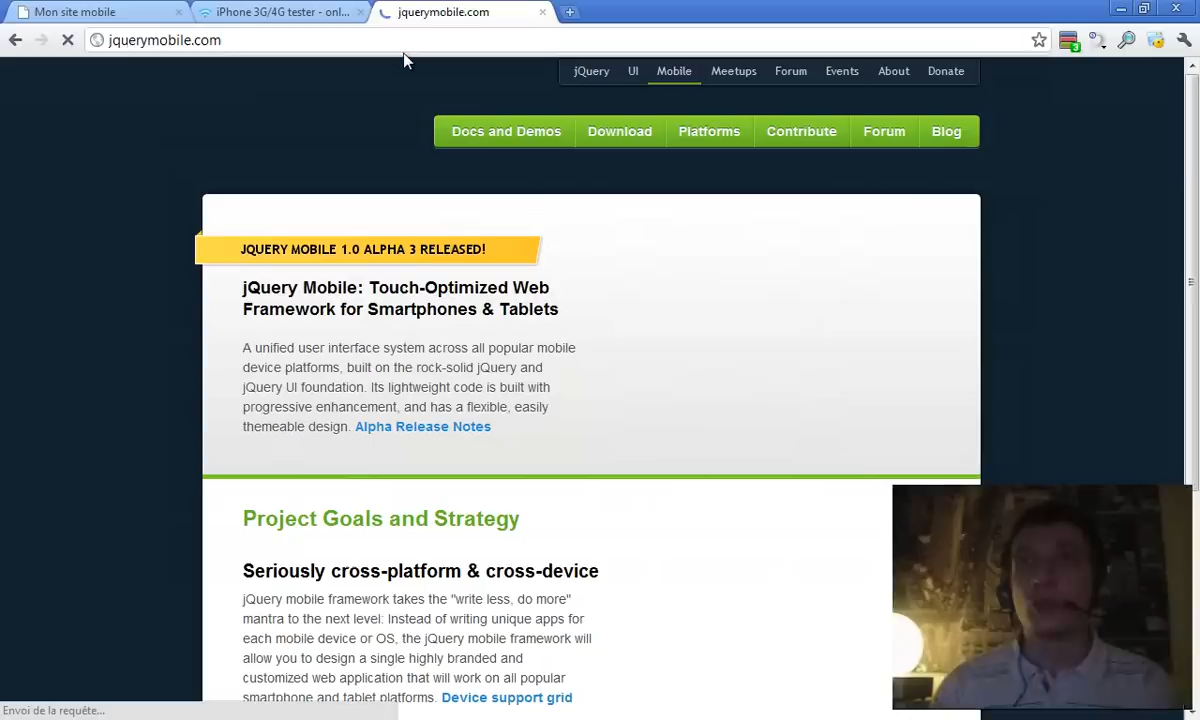 Mon site mobile
iPhone 3G/4G tester - onl...
jquerymobile.com
jquerymobile.com
3
jQuery UI Mobile Meetups Forum Events About Donate
Docs and Demos Download Platforms Contribute Forum Blog
JQUERY MOBILE 1.0 ALPHA 3 RELEASED!
jQuery Mobile: Touch-Optimized Web
Framework for Smartphones & Tablets
A unified user interface system across all popular mobile
device platforms, built on the rock-solid jQuery and
jQuery UI foundation. Its lightweight code is built with
progressive enhancement, and has a flexible, easily
themeable design. Alpha Release Notes
Project Goals and Strategy
Seriously cross-platform & cross-device
jQuery mobile framework takes the "write less, do more"
mantra to the next level: Instead of writing unique apps for
each mobile device or OS, the jQuery mobile framework will
allow you to design a single highly branded and
customized web application that will work on all popular
smartphone and tablet platforms. Device support grid
Envoi de la requête...